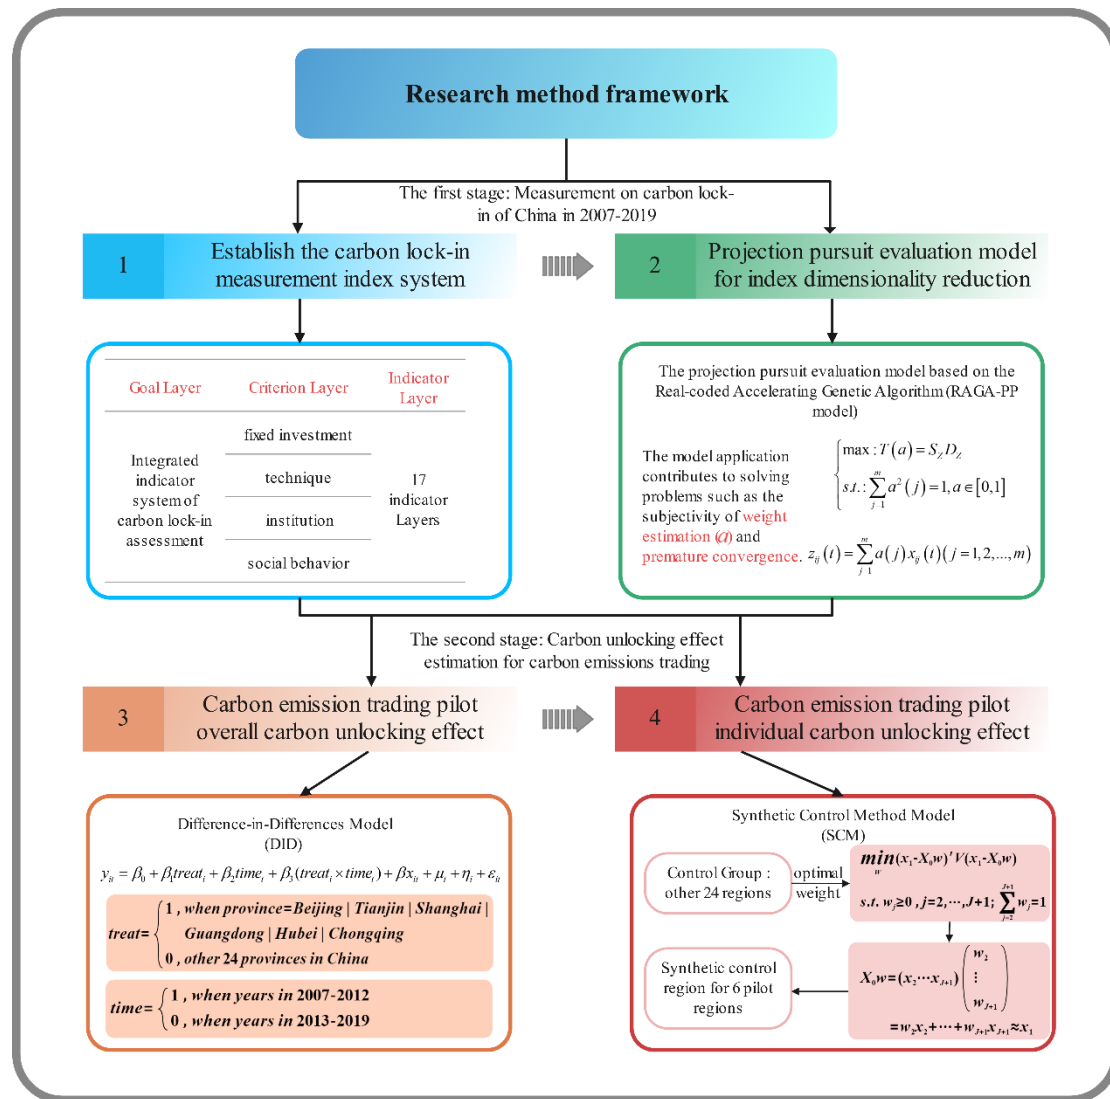 Research method framework
The first stage: Measurement on carbon lock-
in of China in 2007-2019
1
Establish the carbon lock-in
measurement index system
2
Projection pursuit evaluation model
for index dimensionality reduction
Goal Layer
Criterion Layer
Indicator
Layer
Integrated
indicator
system of
carbon lock-in
assessment
fixed investment
technique
institution
social behavior
17
indicator
Layers
The projection pursuit evaluation model based on the
Real-coded Accelerating Genetic Algorithm (RAGA-PP
model)
The model application
contributes to solving
problems such as the
subjectivity of weight
estimation (a) and
premature convergence.
max : T(a) = S_Z D_Z
s.t. : ∑_{j=1}^{m} a²(j) = 1, a ∈ [0,1]
z_{ij}(t) = ∑_{j=1}^{m} a(j) x_{ij}(t) (j = 1, 2, ..., m)
The second stage: Carbon unlocking effect
estimation for carbon emissions trading
3
Carbon emission trading pilot
overall carbon unlocking effect
4
Carbon emission trading pilot
individual carbon unlocking effect
Difference-in-Differences Model
(DID)
y_{it} = β_0 + β_1 treat_i + β_2 time_t + β_3 (treat_i × time_t) + βx_{it} + μ_t + η_i + ε_{it}
treat= { 1 , when province=Beijing | Tianjin | Shanghai |
Guangdong | Hubei | Chongqing
0 , other 24 provinces in China
time= { 1 , when years in 2007-2012
0 , when years in 2013-2019
Synthetic Control Method Model
(SCM)
Control Group :
other 24 regions
optimal
weight
min_w (x_1-X_0w)′V(x_1-X_0w)
s.t. w_j≥0 , j=2,···,J+1; ∑_{j=2}^{J+1} w_j=1
Synthetic control
region for 6 pilot
regions
X_0w=(x_2···x_{J+1}) (w_2 ⋮ w_{J+1})
=w_2x_2+···+w_{J+1}x_{J+1}≈x_1